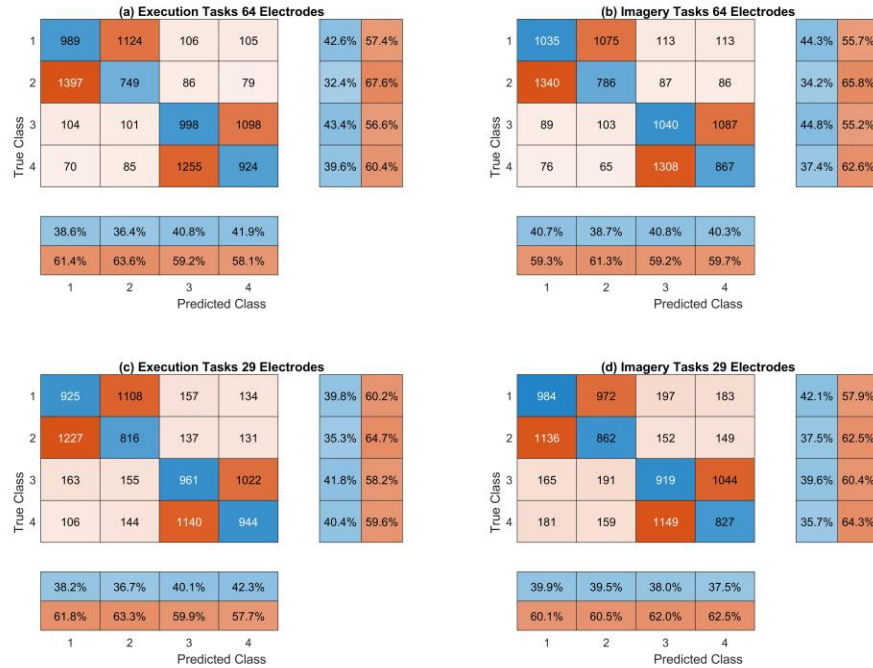 (a) Execution Tasks 64 Electrodes
True Class
1 989 1124 106 105 42.6% 57.4%
2 1397 749 86 79 32.4% 67.6%
3 104 101 998 1098 43.4% 56.6%
4 70 85 1255 924 39.6% 60.4%
38.6% 36.4% 40.8% 41.9%
61.4% 63.6% 59.2% 58.1%
1 2 3 4
Predicted Class
(b) Imagery Tasks 64 Electrodes
True Class
1 1035 1075 113 113 44.3% 55.7%
2 1340 786 87 86 34.2% 65.8%
3 89 103 1040 1087 44.8% 55.2%
4 76 65 1308 867 37.4% 62.6%
40.7% 38.7% 40.8% 40.3%
59.3% 61.3% 59.2% 59.7%
1 2 3 4
Predicted Class
(c) Execution Tasks 29 Electrodes
True Class
1 925 1108 157 134 39.8% 60.2%
2 1227 816 137 131 35.3% 64.7%
3 163 155 961 1022 41.8% 58.2%
4 106 144 1140 944 40.4% 59.6%
38.2% 36.7% 40.1% 42.3%
61.8% 63.3% 59.9% 57.7%
1 2 3 4
Predicted Class
(d) Imagery Tasks 29 Electrodes
True Class
1 984 972 197 183 42.1% 57.9%
2 1136 862 152 149 37.5% 62.5%
3 165 191 919 1044 39.6% 60.4%
4 181 159 1149 827 35.7% 64.3%
39.9% 39.5% 38.0% 37.5%
60.1% 60.5% 62.0% 62.5%
1 2 3 4
Predicted Class